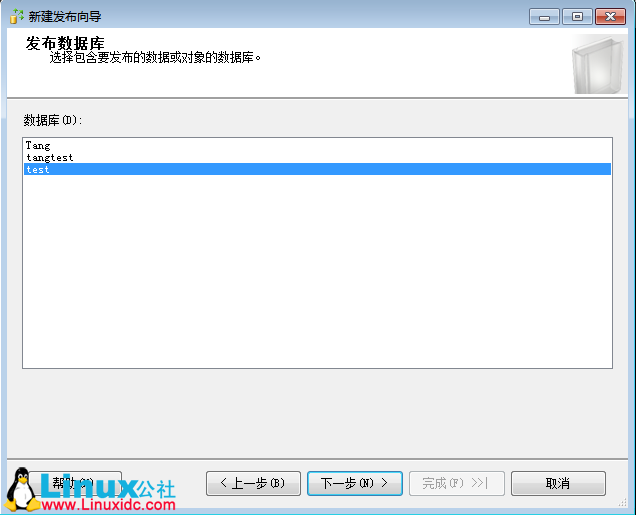 新建发布向导
发布数据库
选择包含要发布的数据或对象的数据库。
数据库(D):
Tang
tangtest
test
帮助(H)
< 上一步(B)
下一步(N) >
完成(F) >>|
取消
Linux公社
www.Linuxidc.com